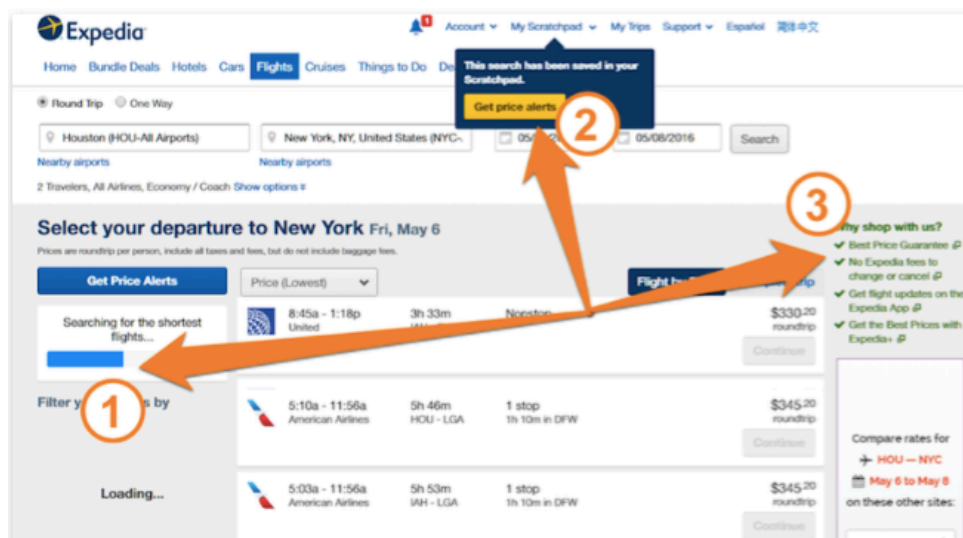 Expedia
1
Account My Scratchpad My Trips Support Español 简体中文
Home Bundle Deals Hotels Cars Flights Cruises Things to Do
This search has been saved in your
Scratchpad.
Get price alerts
2
Round Trip One Way
Houston (HOU-All Airports) New York, NY, United States (NYC- 05/08/2016 Search
Nearby airports Nearby airports
2 Travelers, All Airlines, Economy / Coach Show options
3
Select your departure to New York Fri, May 6
Prices are roundtrip per person, include all taxes and fees, but do not include baggage fees.
Get Price Alerts
Price (Lowest)
Flight
Searching for the shortest
flights...
1
Filter by
Loading...
8:45a - 1:18p 3h 33m Nonstop $330.20
United roundtrip
Continue
5:10a - 11:56a 5h 46m 1 stop $345.20
American Airlines HOU - LGA 1h 10m in DFW roundtrip
Continue
5:03a - 11:56a 5h 53m 1 stop $345.20
American Airlines IAH - LGA 1h 10m in DFW roundtrip
Continue
Why shop with us?
Best Price Guarantee
No Expedia fees to
change or cancel
Get flight updates on the
Expedia App
Get the Best Prices with
Expedia+
Compare rates for
HOU — NYC
May 6 to May 8
on these other sites: